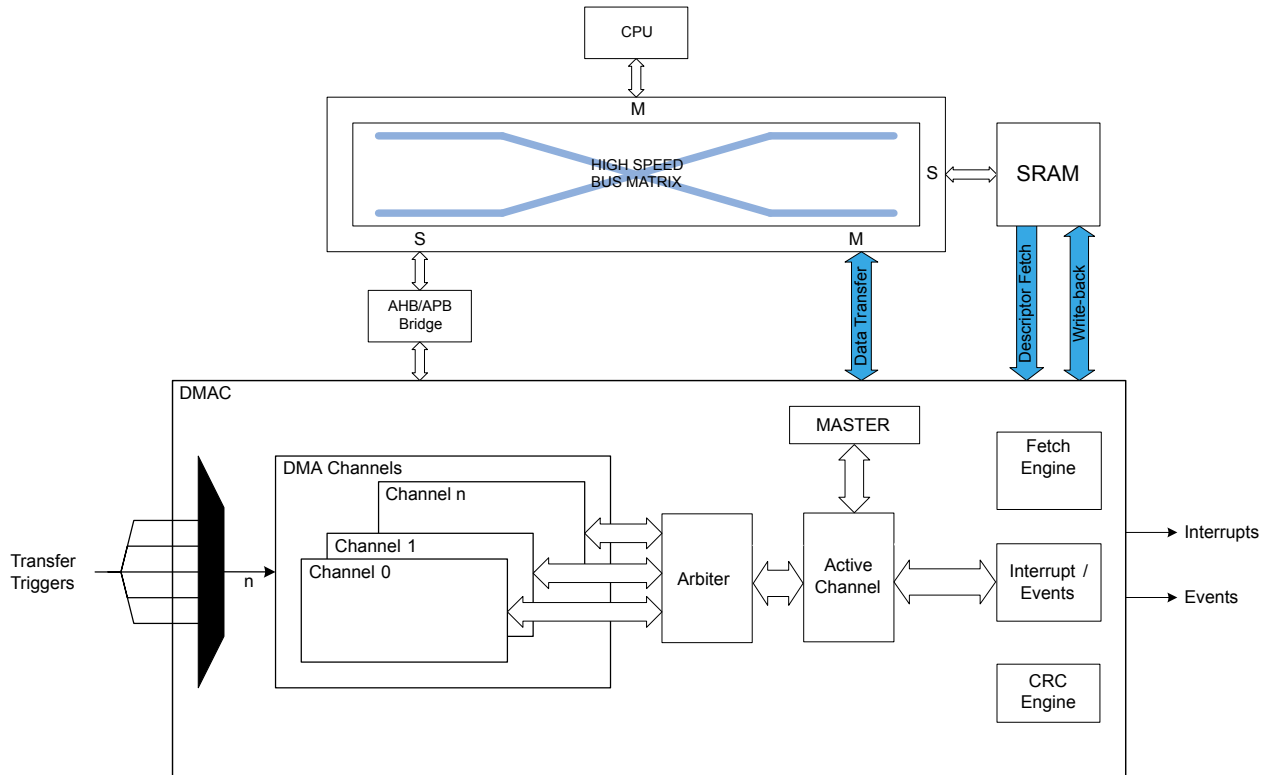 CPU
M
HIGH SPEED
BUS MATRIX
S
SRAM
S
M
AHB/APB
Bridge
Data Transfer
Descriptor Fetch
Write-back
DMAC
MASTER
Fetch
Engine
DMA Channels
Channel n
Channel 1
Channel 0
Transfer
Triggers
n
Arbiter
Active
Channel
Interrupt /
Events
Interrupts
Events
CRC
Engine